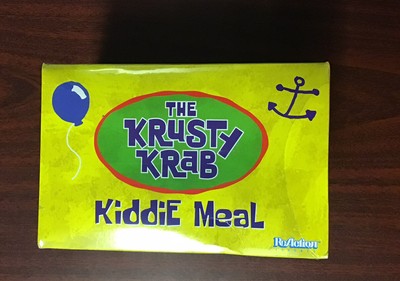 THE
KRUSTY
KRAB
KiDDiE MeaL
ReAction